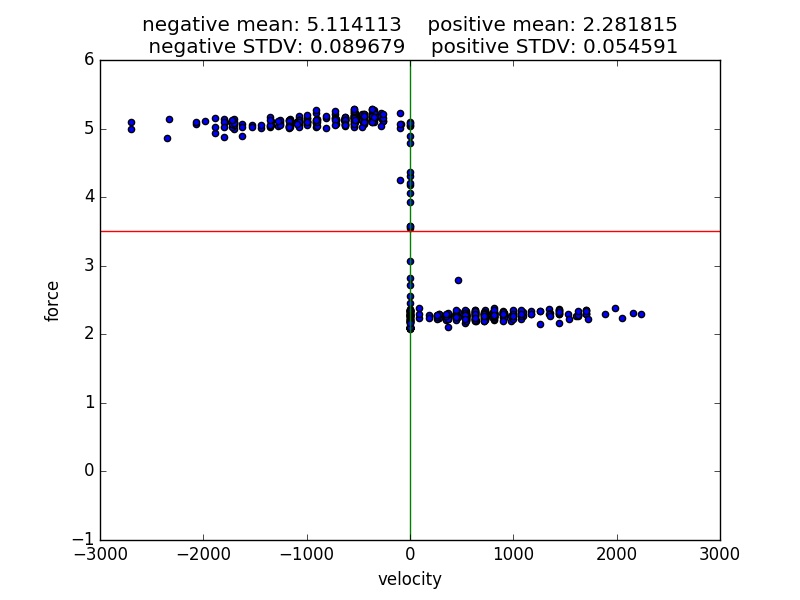 negative mean: 5.114113    positive mean: 2.281815
negative STDV: 0.089679    positive STDV: 0.054591
6
5
4
3
2
1
0
−1
force
−3000 −2000 −1000 0 1000 2000 3000
velocity